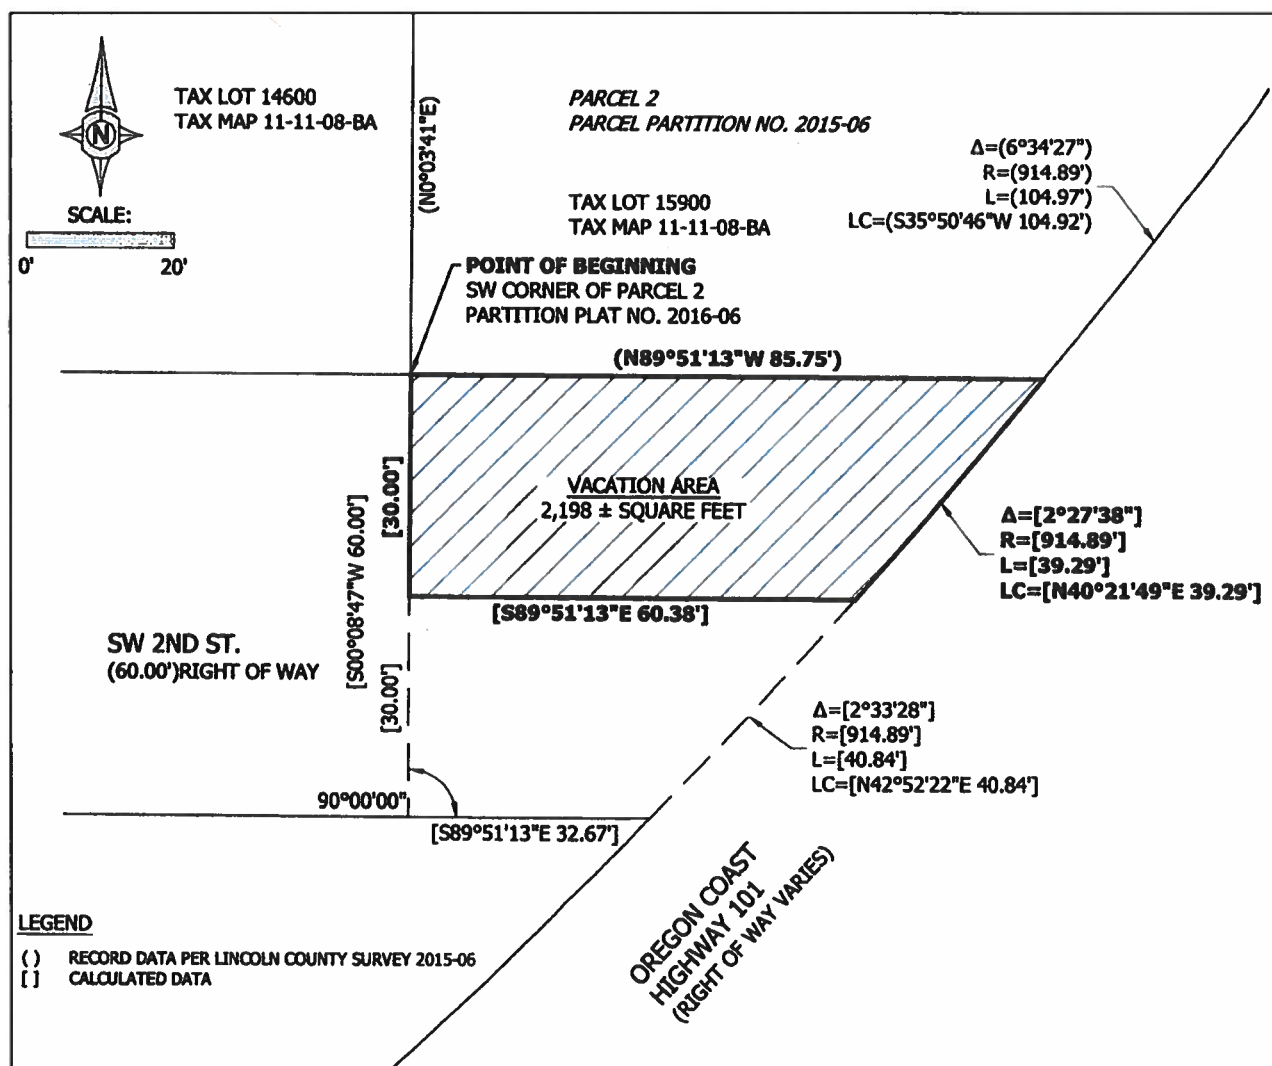 TAX LOT 14600
TAX MAP 11-11-08-BA
N
SCALE:
0' 20'
(N0°03'41"E)
PARCEL 2
PARCEL PARTITION NO. 2015-06
TAX LOT 15900
TAX MAP 11-11-08-BA
Δ=(6°34'27")
R=(914.89')
L=(104.97')
LC=(S35°50'46"W 104.92')
POINT OF BEGINNING
SW CORNER OF PARCEL 2
PARTITION PLAT NO. 2016-06
(N89°51'13"W 85.75')
[30.00']
VACATION AREA
2,198 ± SQUARE FEET
Δ=[2°27'38"]
R=[914.89']
L=[39.29']
LC=[N40°21'49"E 39.29']
[S89°51'13"E 60.38']
[S00°08'47"W 60.00']
SW 2ND ST.
(60.00')RIGHT OF WAY
[30.00']
Δ=[2°33'28"]
R=[914.89']
L=[40.84']
LC=[N42°52'22"E 40.84']
90°00'00"
[S89°51'13"E 32.67']
OREGON COAST
HIGHWAY 101
(RIGHT OF WAY VARIES)
LEGEND
( ) RECORD DATA PER LINCOLN COUNTY SURVEY 2015-06
[ ] CALCULATED DATA